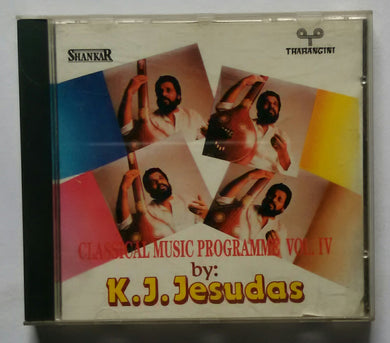 SHANKAR
THARANGINI
CLASSICAL MUSIC PROGRAMME VOL. IV
by:
K.J.Jesudas